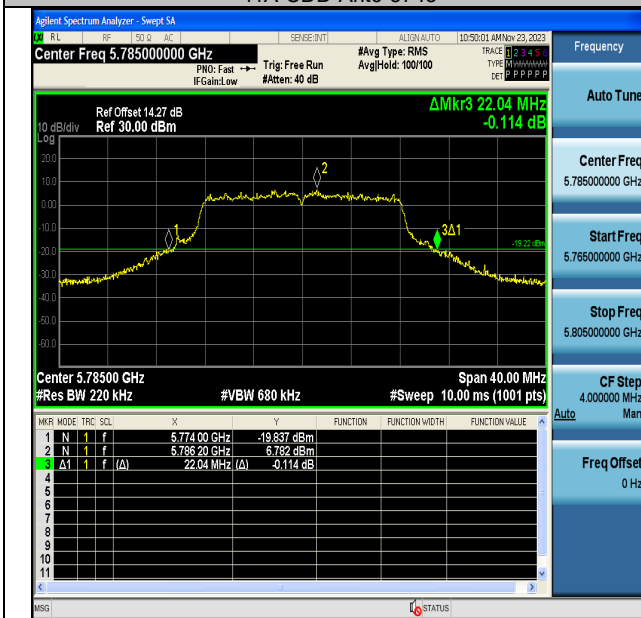 Agilent Spectrum Analyzer - Swept SA
RL RF 50 Ω AC SENSE:INT ALIGN AUTO 10:50:01 AM Nov 23, 2023
Center Freq 5.785000000 GHz
PNO: Fast
IFGain:Low
Trig: Free Run
#Atten: 40 dB
#Avg Type: RMS
Avg|Hold: 100/100
TRACE 1 2 3 4 5 6
TYPE M
DET P P P P P P
Frequency
Auto Tune
Center Freq
5.785000000 GHz
Start Freq
5.765000000 GHz
Stop Freq
5.805000000 GHz
CF Step
4.000000 MHz
Auto Man
Freq Offset
0 Hz
ΔMkr3 22.04 MHz
-0.114 dB
Ref Offset 14.27 dB
10 dB/div Ref 30.00 dBm
Log
20.0
10.0
0.00
-10.0
-20.0
-30.0
-40.0
-50.0
-60.0
1
2
3Δ1
-19.22 dBm
Center 5.78500 GHz Span 40.00 MHz
#Res BW 220 kHz #VBW 680 kHz #Sweep 10.00 ms (1001 pts)
MKR MODE TRC SCL X Y FUNCTION FUNCTION WIDTH FUNCTION VALUE
1 N 1 f 5.774 00 GHz -19.837 dBm
2 N 1 f 5.786 20 GHz 6.782 dBm
3 Δ1 1 f (Δ) 22.04 MHz (Δ) -0.114 dB
4
5
6
7
8
9
10
11
MSG STATUS